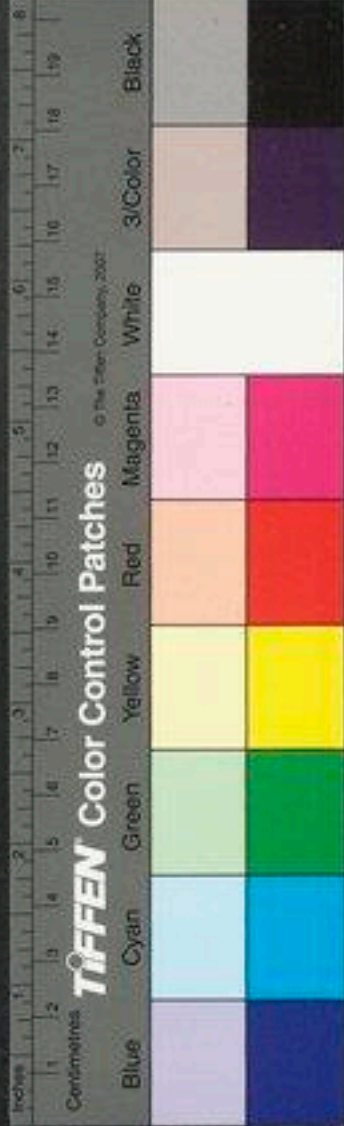 Inches 1 2 3 4 5 6 7 8
Centimetres 1 2 3 4 5 6 7 8 9 10 11 12 13 14 15 16 17 18 19
TIFFEN® Color Control Patches © The Tiffen Company, 2007
Blue Cyan Green Yellow Red Magenta White 3/Color Black